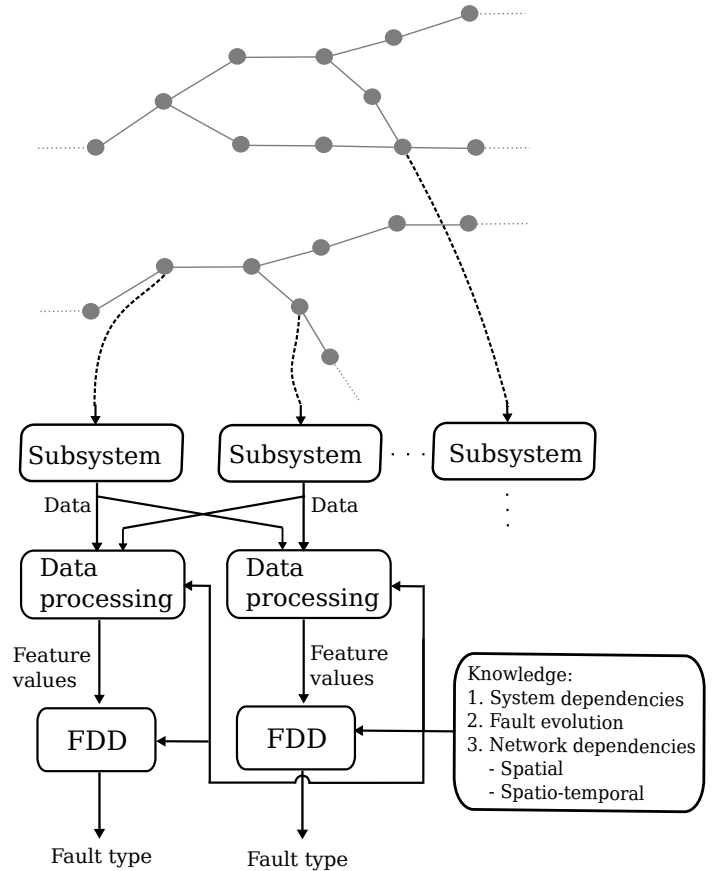 Subsystem
Subsystem
. . .
Subsystem
Data
Data
Data
processing
Data
processing
Feature
values
Feature
values
Knowledge:
1. System dependencies
2. Fault evolution
3. Network dependencies
- Spatial
- Spatio-temporal
FDD
FDD
Fault type
Fault type